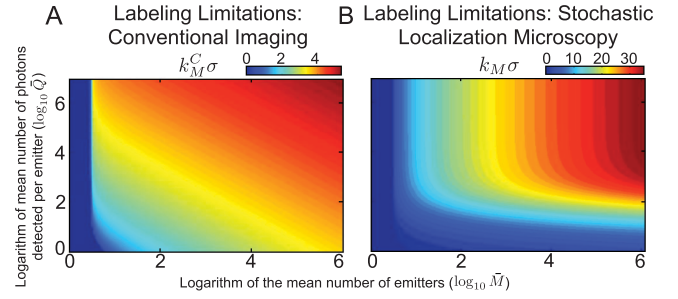 A
Labeling Limitations:
Conventional Imaging
k_M^C σ
0 2 4
B
Labeling Limitations: Stochastic
Localization Microscopy
k_M σ
0 10 20 30
Logarithm of mean number of photons
detected per emitter (log₁₀ Q̄)
6
4
2
0
0 2 4 6
6
4
2
0
0 2 4 6
Logarithm of the mean number of emitters (log₁₀ M̄)